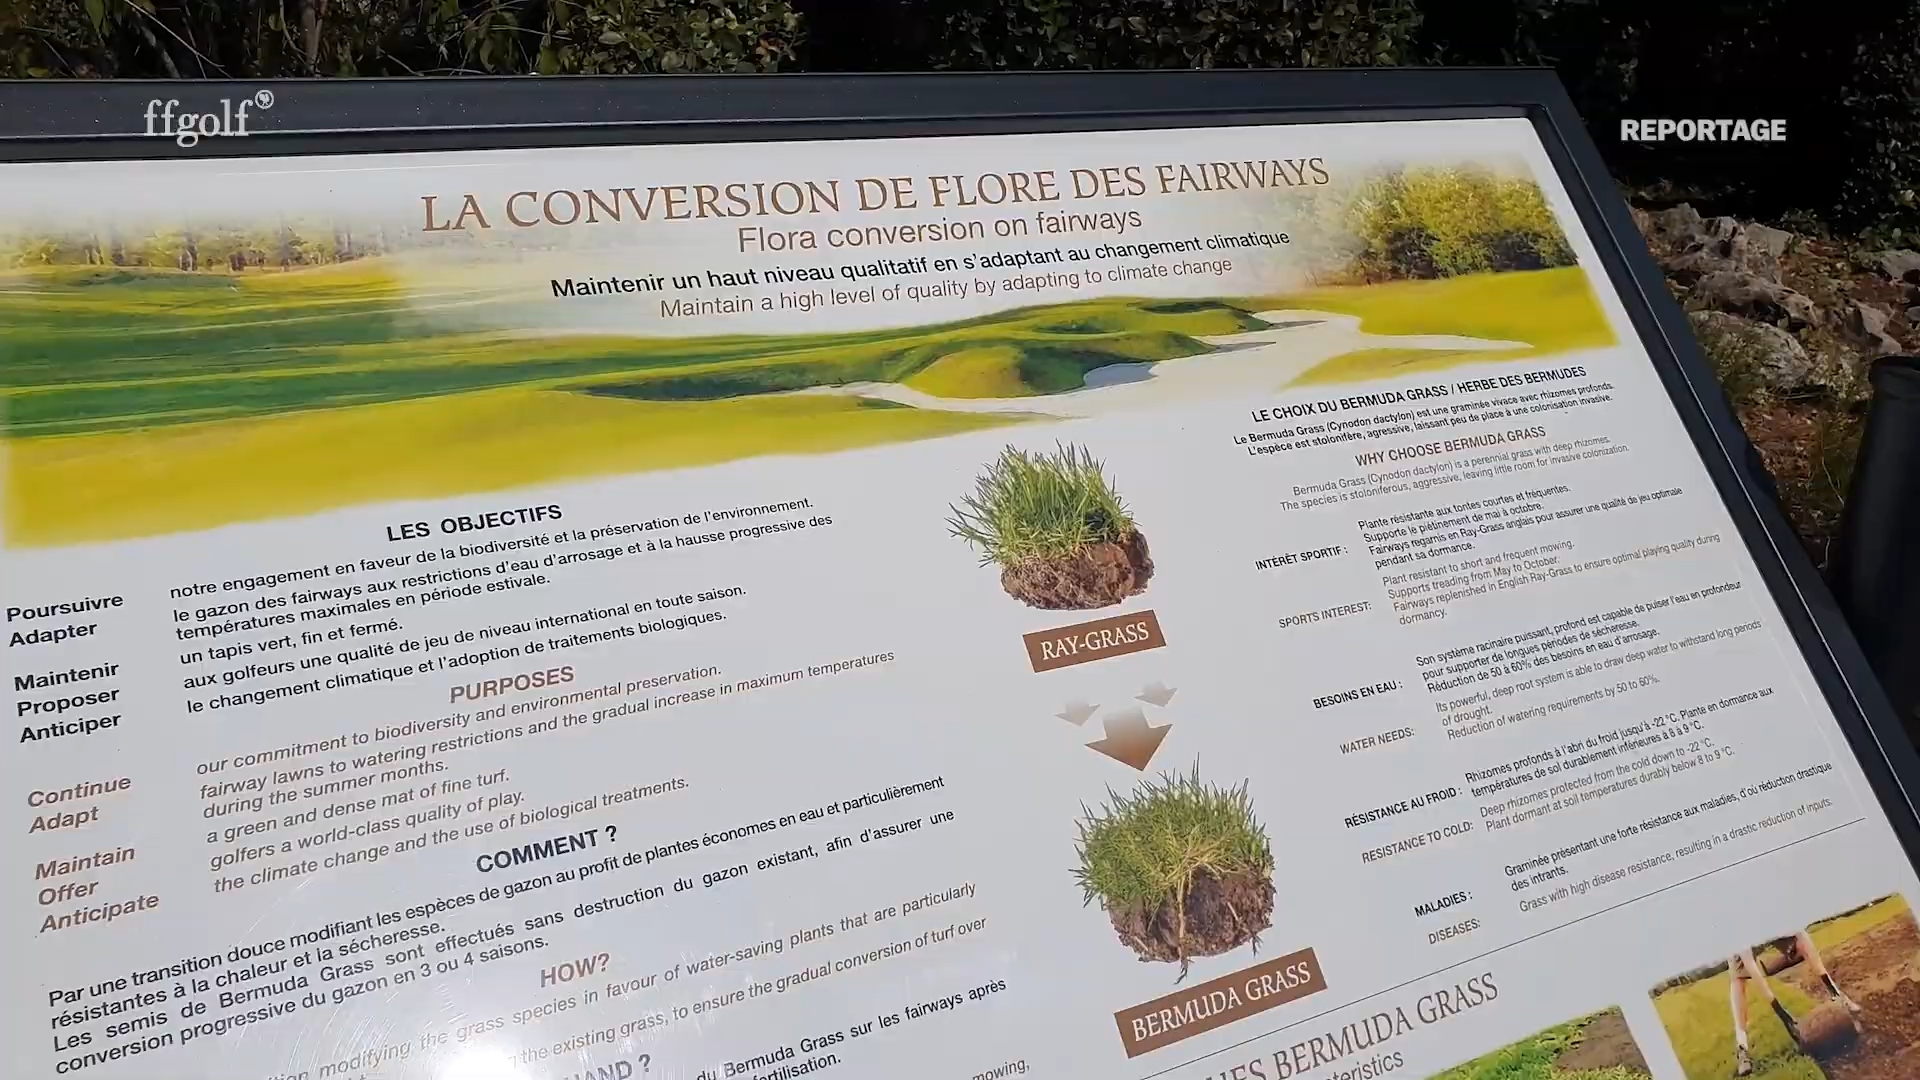 ffgolf
REPORTAGE
LA CONVERSION DE FLORE DES FAIRWAYS
Flora conversion on fairways
Maintenir un haut niveau qualitatif en s'adaptant au changement climatique
Maintain a high level of quality by adapting to climate change
LES OBJECTIFS
Poursuivre notre engagement en faveur de la biodiversité et la préservation de l'environnement.
Adapter le gazon des fairways aux restrictions d'eau d'arrosage et à la hausse progressive des
températures maximales en période estivale.
Maintenir un tapis vert, fin et fermé.
Proposer aux golfeurs une qualité de jeu de niveau international en toute saison.
Anticiper le changement climatique et l'adoption de traitements biologiques.
PURPOSES
Continue our commitment to biodiversity and environmental preservation.
Adapt fairway lawns to watering restrictions and the gradual increase in maximum temperatures
during the summer months.
Maintain a green and dense mat of fine turf.
Offer golfers a world-class quality of play.
Anticipate the climate change and the use of biological treatments.
COMMENT ?
Par une transition douce modifiant les espèces de gazon au profit de plantes économes en eau et particulièrement
résistantes à la chaleur et la sécheresse.
Les semis de Bermuda Grass sont effectués sans destruction du gazon existant, afin d'assurer une
conversion progressive du gazon en 3 ou 4 saisons.
HOW?
modifying the grass species in favour of water-saving plants that are particularly
the existing grass, to ensure the gradual conversion of turf over
du Bermuda Grass sur les fairways après
mowing,
RAY-GRASS
BERMUDA GRASS
LE CHOIX DU BERMUDA GRASS / HERBE DES BERMUDES
Le Bermuda Grass (Cynodon dactylon) est une graminée vivace avec rhizomes profonds.
L'espèce est stolonifère, agressive, laissant peu de place à une colonisation invasive.
WHY CHOOSE BERMUDA GRASS
Bermuda Grass (Cynodon dactylon) is a perennial grass with deep rhizomes.
The species is stoloniferous, aggressive, leaving little room for invasive colonization.
INTÉRÊT SPORTIF : Plante résistante aux tontes courtes et fréquentes.
Supporte le piétinement de mai à octobre.
Fairways regarnis en Ray-Grass anglais pour assurer une qualité de jeu optimale
pendant sa dormance.
SPORTS INTEREST: Plant resistant to short and frequent mowing.
Supports treading from May to October.
Fairways replenished in English Ray-Grass to ensure optimal playing quality during
dormancy.
BESOINS EN EAU : Son système racinaire puissant, profond est capable de puiser l'eau en profondeur
pour supporter de longues périodes de sécheresse.
Réduction de 50 à 60% des besoins en eau d'arrosage.
WATER NEEDS: Its powerful, deep root system is able to draw deep water to withstand long periods
of drought.
Reduction of watering requirements by 50 to 60%.
RÉSISTANCE AU FROID : Rhizomes profonds à l'abri du froid jusqu'à -22 °C. Plante en dormance aux
températures de sol durablement inférieures à 8 à 9 °C.
RESISTANCE TO COLD: Deep rhizomes protected from the cold down to -22 °C.
Plant dormant at soil temperatures durably below 8 to 9 °C.
MALADIES : Graminée présentant une forte résistance aux maladies, d'où réduction drastique
des intrants.
DISEASES: Grass with high disease resistance, resulting in a drastic reduction of inputs.
BERMUDA GRASS